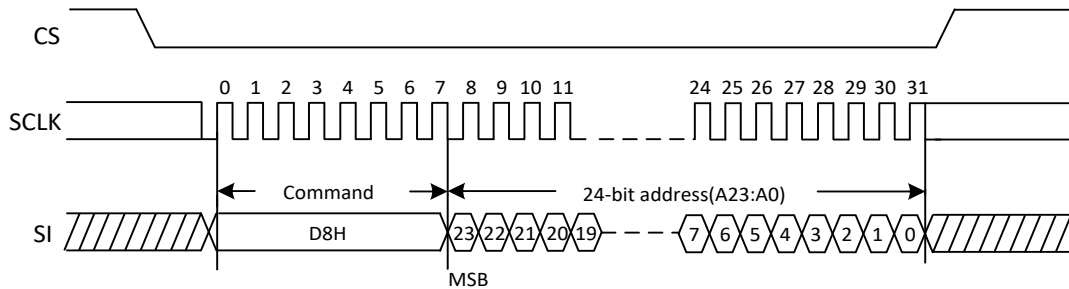 CS
0 1 2 3 4 5 6 7 8 9 10 11 24 25 26 27 28 29 30 31
SCLK
Command 24-bit address(A23:A0)
SI D8H 23 22 21 20 19 7 6 5 4 3 2 1 0
MSB